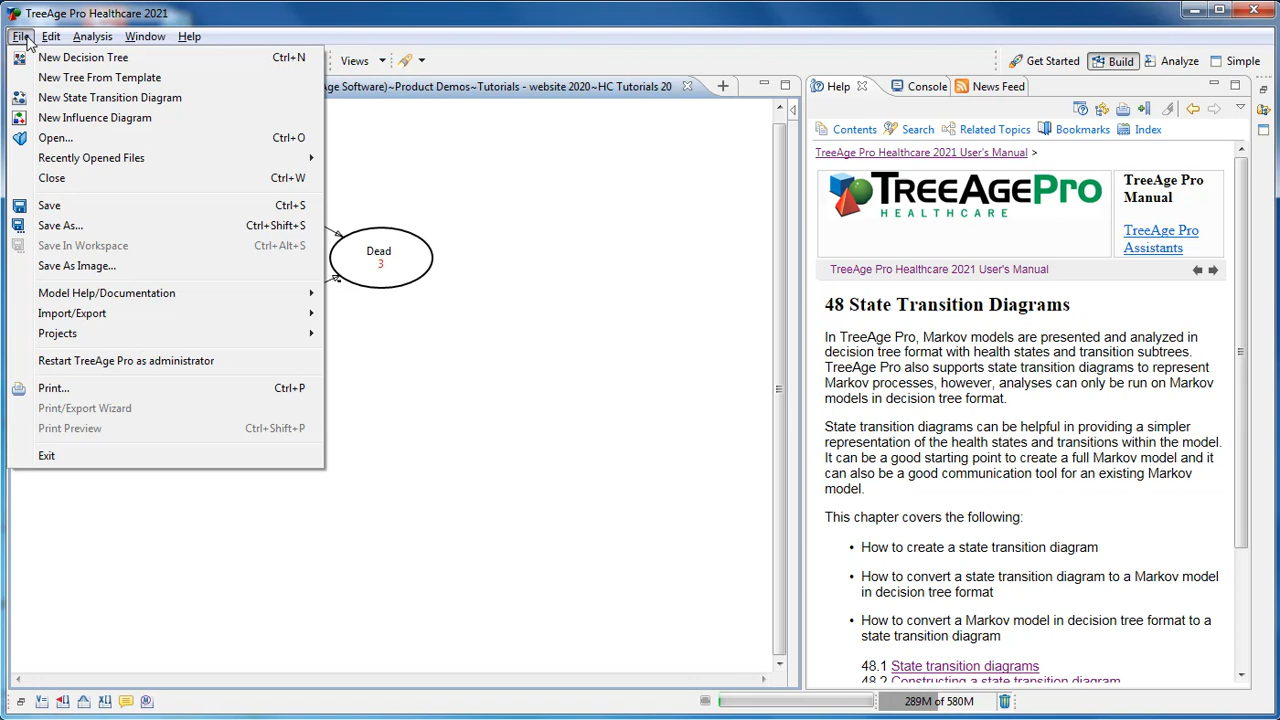 TreeAge Pro Healthcare 2021
File Edit Analysis Window Help
New Decision Tree Ctrl+N
New Tree From Template
New State Transition Diagram
New Influence Diagram
Open... Ctrl+O
Recently Opened Files
Close Ctrl+W
Save Ctrl+S
Save As... Ctrl+Shift+S
Save In Workspace Ctrl+Alt+S
Save As Image...
Model Help/Documentation
Import/Export
Projects
Restart TreeAge Pro as administrator
Print... Ctrl+P
Print/Export Wizard
Print Preview Ctrl+Shift+P
Exit
Views
Get Started Build Analyze Simple
ge Software)~Product Demos~Tutorials - website 2020~HC Tutorials 20
Dead
3
Help Console News Feed
Contents Search Related Topics Bookmarks Index
TreeAge Pro Healthcare 2021 User's Manual >
TREEAGEPRO
HEALTHCARE
TreeAge Pro
Manual
TreeAge Pro
Assistants
TreeAge Pro Healthcare 2021 User's Manual
48 State Transition Diagrams
In TreeAge Pro, Markov models are presented and analyzed in
decision tree format with health states and transition subtrees.
TreeAge Pro also supports state transition diagrams to represent
Markov processes, however, analyses can only be run on Markov
models in decision tree format.
State transition diagrams can be helpful in providing a simpler
representation of the health states and transitions within the model.
It can be a good starting point to create a full Markov model and it
can also be a good communication tool for an existing Markov
model.
This chapter covers the following:
• How to create a state transition diagram
• How to convert a state transition diagram to a Markov model
in decision tree format
• How to convert a Markov model in decision tree format to a
state transition diagram
48.1 State transition diagrams
48.2 Constructing a state transition diagram
289M of 580M